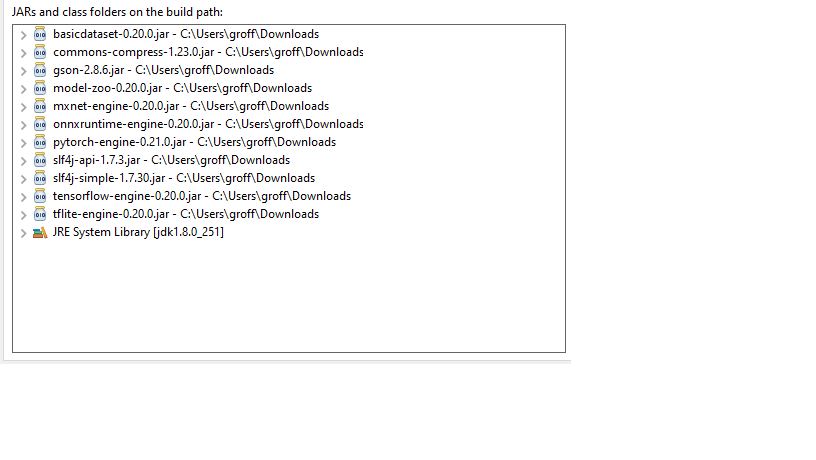 JARs and class folders on the build path:
basicdataset-0.20.0.jar - C:\Users\groff\Downloads
commons-compress-1.23.0.jar - C:\Users\groff\Downloads
gson-2.8.6.jar - C:\Users\groff\Downloads
model-zoo-0.20.0.jar - C:\Users\groff\Downloads
mxnet-engine-0.20.0.jar - C:\Users\groff\Downloads
onnxruntime-engine-0.20.0.jar - C:\Users\groff\Downloads
pytorch-engine-0.21.0.jar - C:\Users\groff\Downloads
slf4j-api-1.7.3.jar - C:\Users\groff\Downloads
slf4j-simple-1.7.30.jar - C:\Users\groff\Downloads
tensorflow-engine-0.20.0.jar - C:\Users\groff\Downloads
tflite-engine-0.20.0.jar - C:\Users\groff\Downloads
JRE System Library [jdk1.8.0_251]